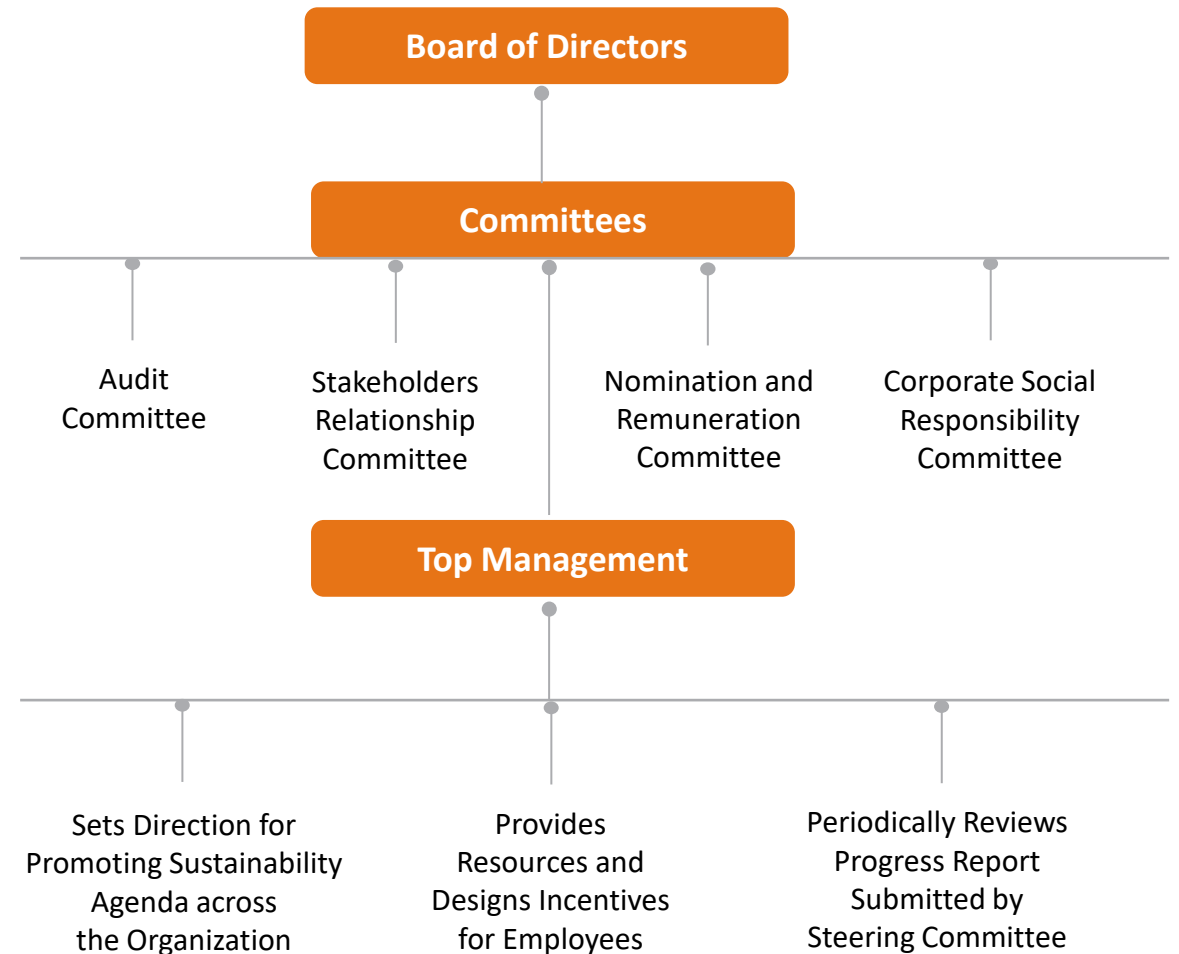 Board of Directors
Committees
Audit
Committee
Stakeholders
Relationship
Committee
Nomination and
Remuneration
Committee
Corporate Social
Responsibility
Committee
Top Management
Sets Direction for
Promoting Sustainability
Agenda across
the Organization
Provides
Resources and
Designs Incentives
for Employees
Periodically Reviews
Progress Report
Submitted by
Steering Committee